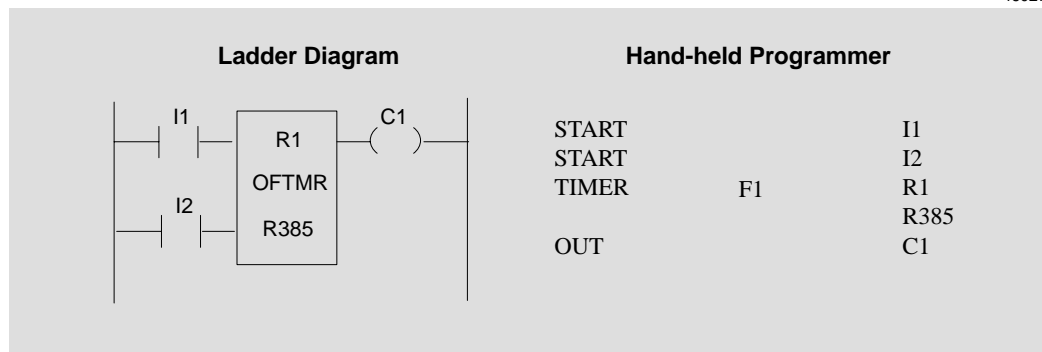 Ladder Diagram
Hand-held Programmer
I1
R1
C1
OFTMR
I2
R385
START I1
START I2
TIMER F1 R1
R385
OUT C1